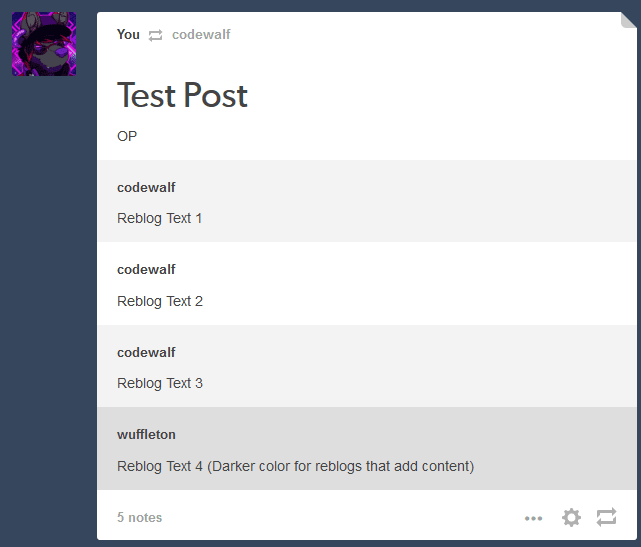 You codewalf
Test Post
OP
codewalf
Reblog Text 1
codewalf
Reblog Text 2
codewalf
Reblog Text 3
wuffleton
Reblog Text 4 (Darker color for reblogs that add content)
5 notes